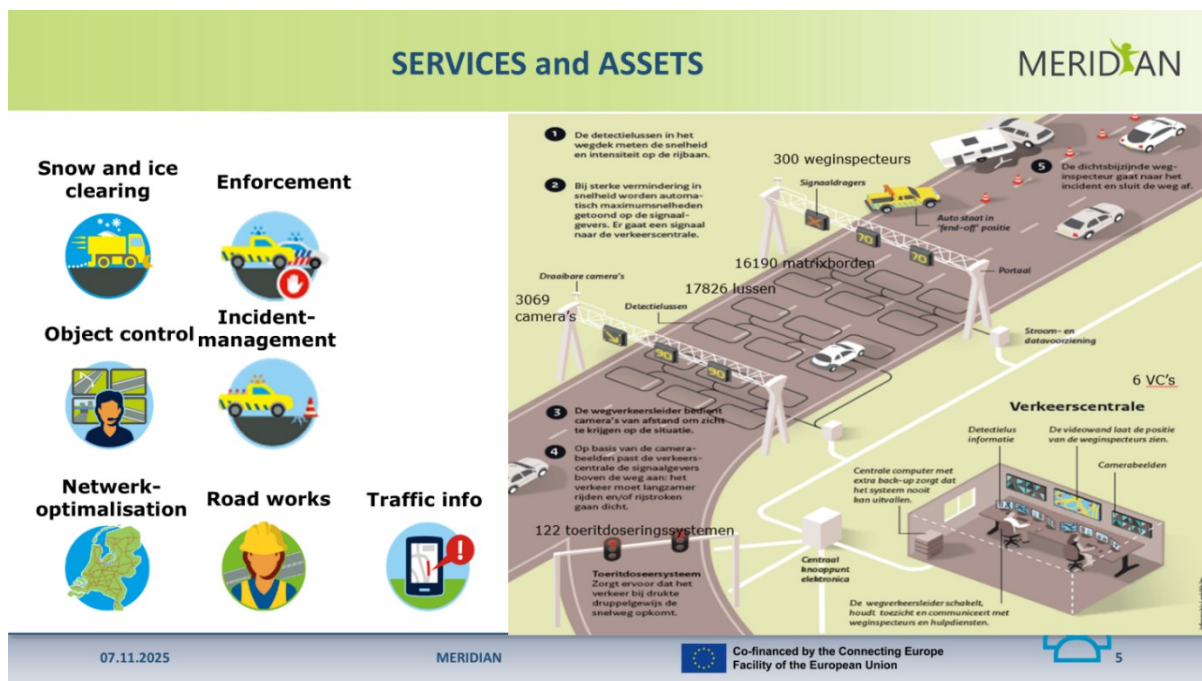 SERVICES and ASSETS
MERIDIAN
Snow and ice
clearing
Enforcement
Object control
Incident-
management
Netwerk-
optimalisation
Road works
Traffic info
1
De detectielussen in het
wegdek meten de snelheid
en intensiteit op de rijbaan.
2
Bij sterke vermindering in
snelheid worden automa-
tisch maximumsnelheden
getoond op de signaal-
gevers. Er gaat een signaal
naar de verkeerscentrale.
300 weginspecteurs
Signaaldragers
5
De dichtsbijzijnde weg-
inspecteur gaat naar het
incident en sluit de weg af.
Auto staat in
'fend-off' positie
70
70
Portaal
16190 matrixborden
17826 lussen
Draaibare camera's
3069
camera's
Detectielussen
90
90
Stroom- en
datavoorziening
6 VC's
Verkeerscentrale
3
De wegverkeersleider bedient
camera's van afstand om zicht
te krijgen op de situatie.
4
Op basis van de camera-
beelden past de verkeers-
centrale de signaalgevers
boven de weg aan: het
verkeer moet langzamer
rijden en/of rijstroken
gaan dicht.
Detectielus
informatie
De videowand laat de positie
van de weginspecteurs zien.
Camerabeelden
Centrale computer met
extra back-up zorgt dat
het systeem nooit
kan uitvallen.
122 toeritdoseringssystemen
Toeritdoseersysteem
Zorgt ervoor dat het
verkeer bij drukte
druppelgewijs de
snelweg opkomt.
Centraal
knooppunt
elektronica
De wegverkeersleider schakelt,
houdt toezicht en communiceert met
weginspecteurs en hulpdiensten.
07.11.2025
MERIDIAN
Co-financed by the Connecting Europe
Facility of the European Union
5